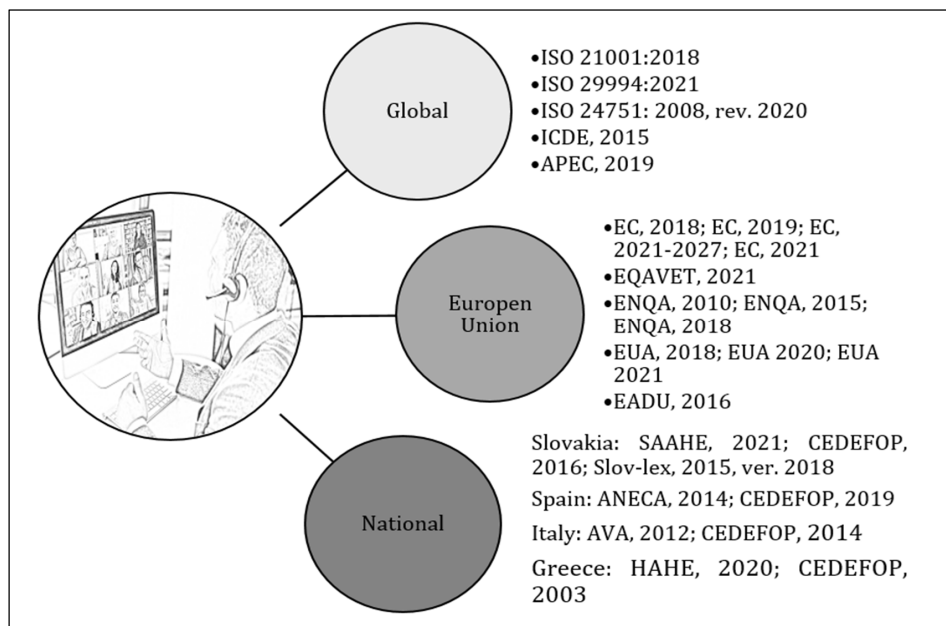 Global
•ISO 21001:2018
•ISO 29994:2021
•ISO 24751: 2008, rev. 2020
•ICDE, 2015
•APEC, 2019
Europen
Union
•EC, 2018; EC, 2019; EC,
2021-2027; EC, 2021
•EQAVET, 2021
•ENQA, 2010; ENQA, 2015;
ENQA, 2018
•EUA, 2018; EUA 2020; EUA
2021
•EADU, 2016
National
Slovakia: SAAHE, 2021; CEDEFOP,
2016; Slov-lex, 2015, ver. 2018
Spain: ANECA, 2014; CEDEFOP, 2019
Italy: AVA, 2012; CEDEFOP, 2014
Greece: HAHE, 2020; CEDEFOP,
2003